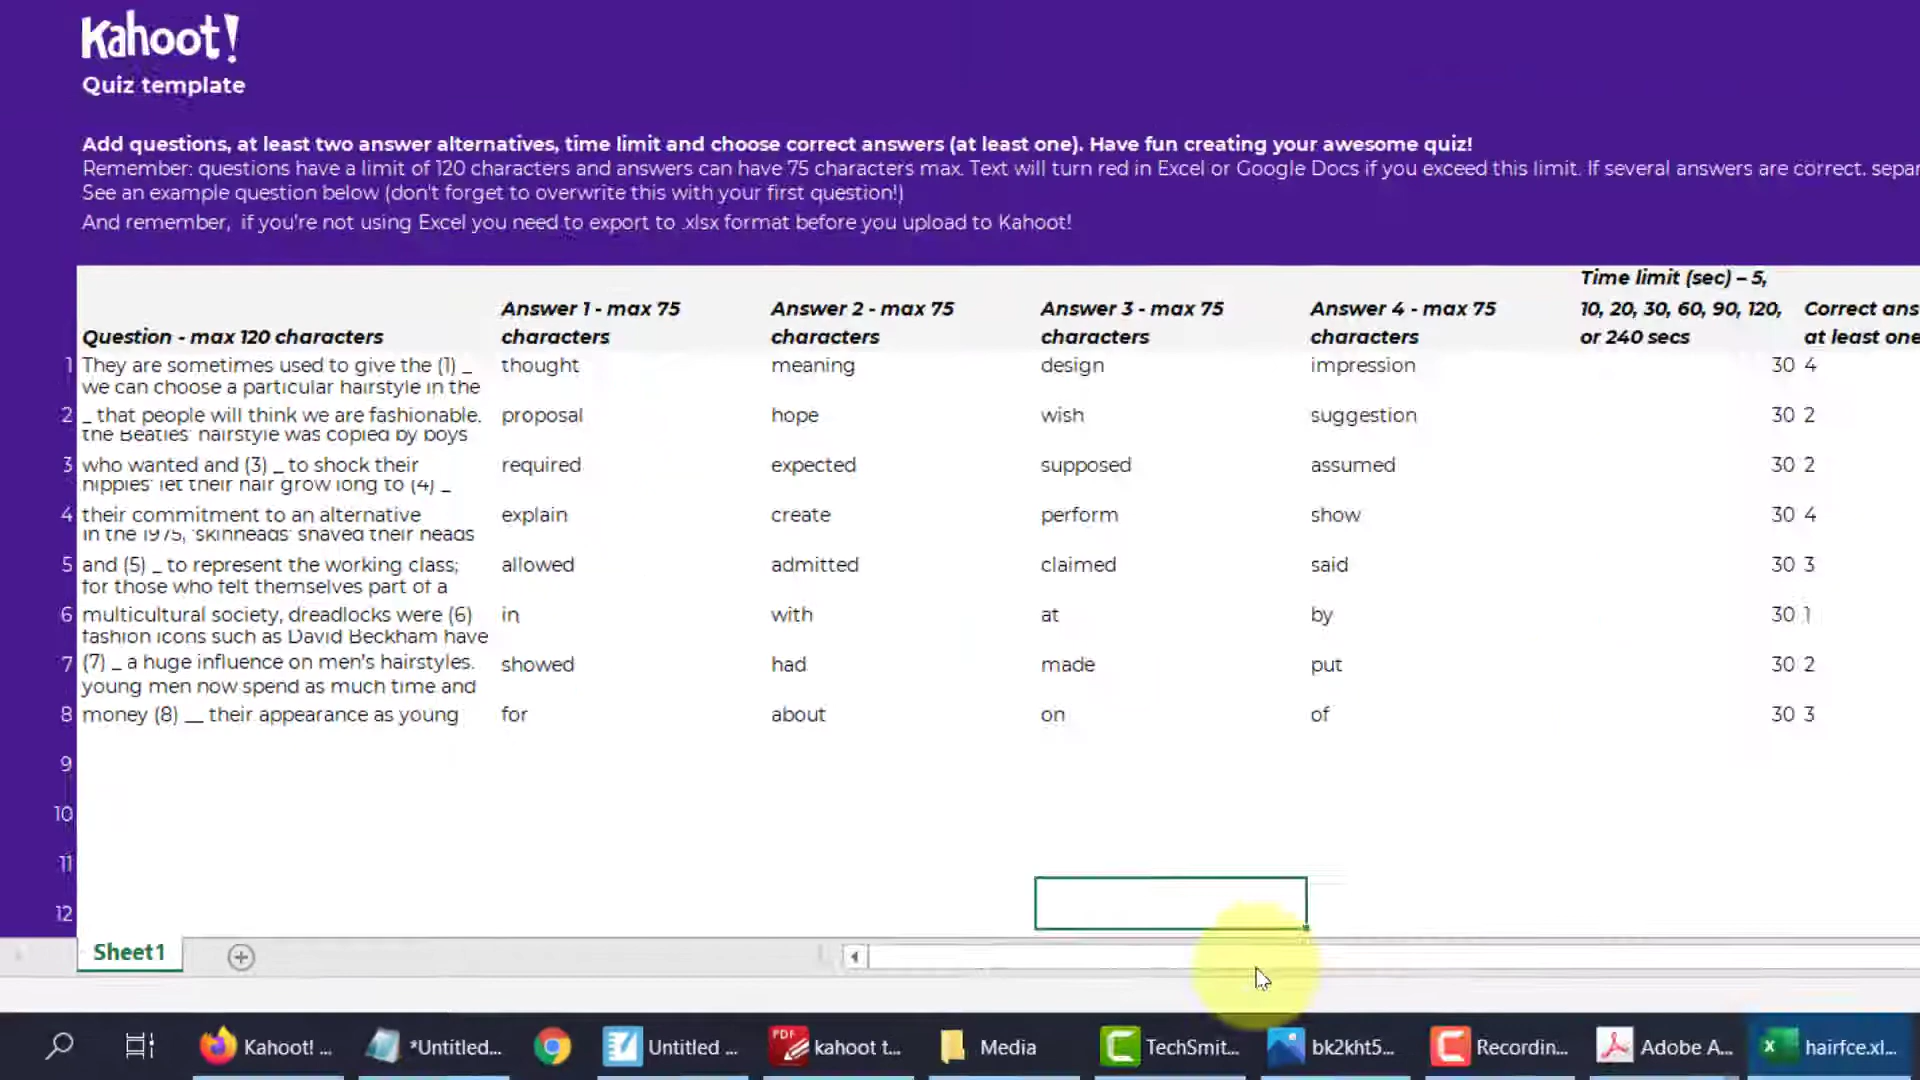 Kahoot!
Quiz template
Add questions, at least two answer alternatives, time limit and choose correct answers (at least one). Have fun creating your awesome quiz!
Remember: questions have a limit of 120 characters and answers can have 75 characters max. Text will turn red in Excel or Google Docs if you exceed this limit. If several answers are correct. separ
See an example question below (don't forget to overwrite this with your first question!)
And remember, if you're not using Excel you need to export to .xlsx format before you upload to Kahoot!
Question - max 120 characters
Answer 1 - max 75 characters
Answer 2 - max 75 characters
Answer 3 - max 75 characters
Answer 4 - max 75 characters
Time limit (sec) – 5, 10, 20, 30, 60, 90, 120, or 240 secs
Correct ans
at least one
1 They are sometimes used to give the (1) _ thought meaning design impression 30 4
we can choose a particular hairstyle in the
2 _ that people will think we are fashionable. proposal hope wish suggestion 30 2
the Beatles' hairstyle was copied by boys
3 who wanted and (3) _ to shock their required expected supposed assumed 30 2
hippies' let their hair grow long to (4) _
4 their commitment to an alternative explain create perform show 30 4
in the 1975, 'skinheads' shaved their heads
5 and (5) _ to represent the working class; allowed admitted claimed said 30 3
for those who felt themselves part of a
6 multicultural society, dreadlocks were (6) in with at by 30 1
fashion icons such as David Beckham have
7 (7) _ a huge influence on men's hairstyles. showed had made put 30 2
young men now spend as much time and
8 money (8) __ their appearance as young for about on of 30 3
9
10
11
12
Sheet1
Kahoot! ...
*Untitled...
Untitled ...
PDF
kahoot t...
Media
TechSmit...
bk2kht5...
Recordin...
Adobe A...
hairfce.xl...